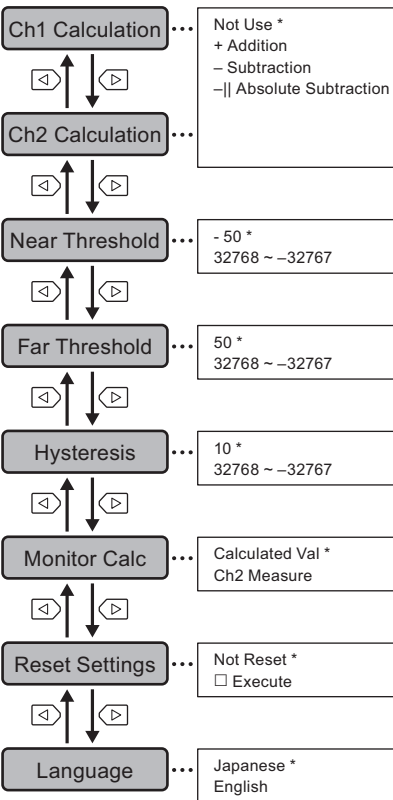 Ch1 Calculation
Not Use *
+ Addition
– Subtraction
–|| Absolute Subtraction
Ch2 Calculation
Near Threshold
- 50 *
32768 ~ –32767
Far Threshold
50 *
32768 ~ –32767
Hysteresis
10 *
32768 ~ –32767
Monitor Calc
Calculated Val *
Ch2 Measure
Reset Settings
Not Reset *
☐ Execute
Language
Japanese *
English